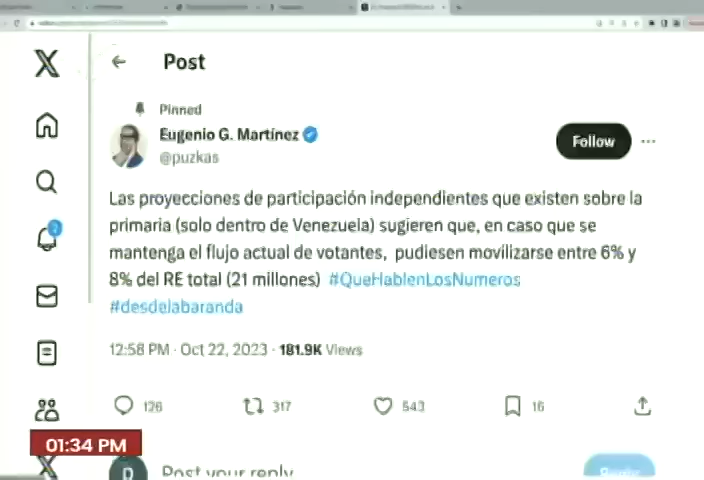 Post
Pinned
Eugenio G. Martínez
@puzkas
Follow
Las proyecciones de participación independientes que existen sobre la
primaria (solo dentro de Venezuela) sugieren que, en caso que se
mantenga el flujo actual de votantes, pudiesen movilizarse entre 6% y
8% del RE total (21 millones) #QueHablenLosNumeros
#desdelabaranda
12:58 PM · Oct 22, 2023 · 181.9K Views
126 317 543 16
01:34 PM
D Post your reply
Reply